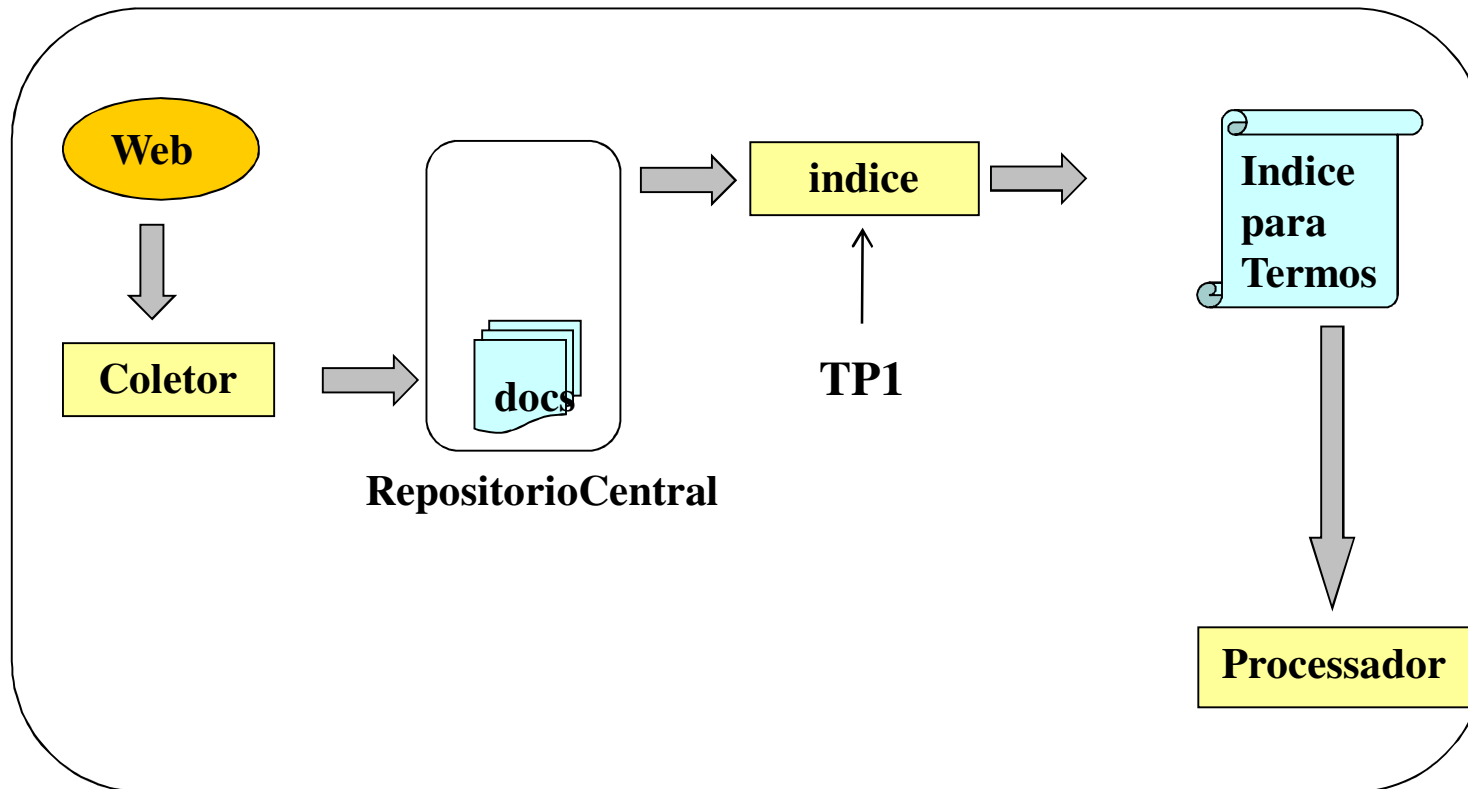 Web
Coletor
docs
RepositorioCentral
indice
TP1
Indice
para
Termos
Processador